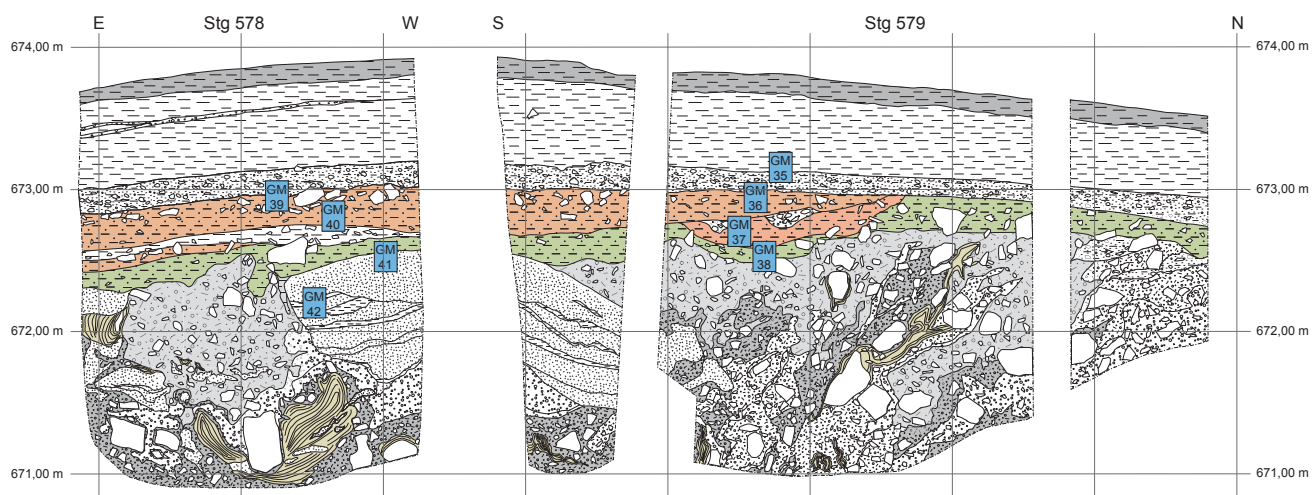 E Stg 578 W S Stg 579 N
674,00 m 674,00 m
GM
35
673,00 m 673,00 m
GM
39
GM
36
GM
40
GM
37
GM
41
GM
38
GM
42
672,00 m 672,00 m
671,00 m 671,00 m